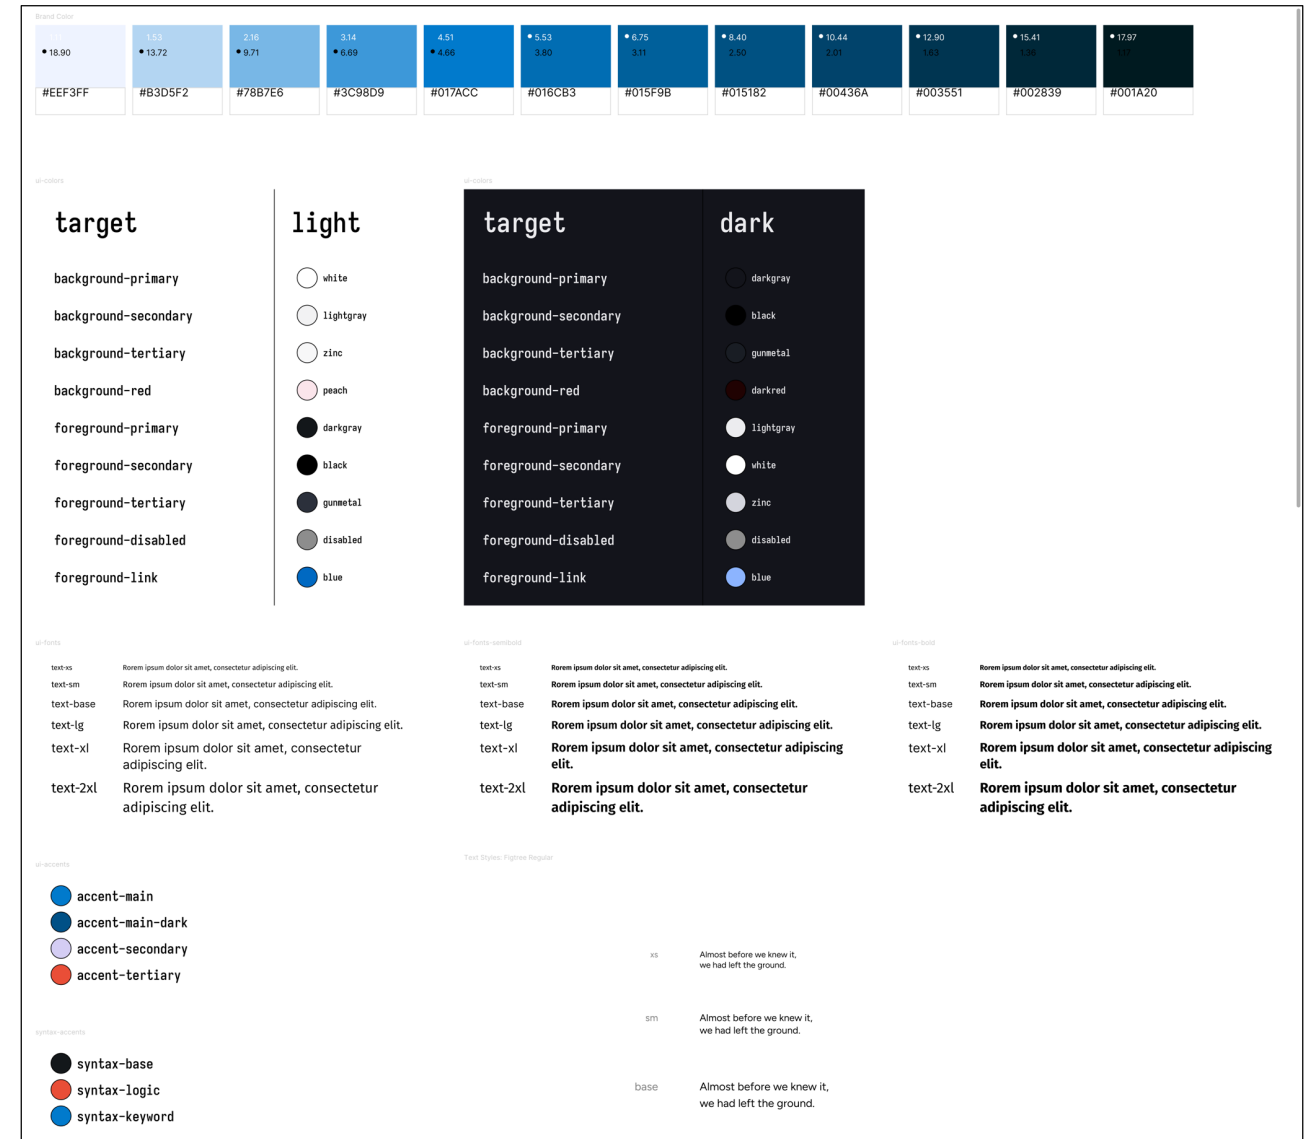 Brand Color
1.11
1.53
2.16
3.14
4.51
5.53
6.75
8.40
10.44
12.90
15.41
17.97
18.90
13.72
9.71
6.69
4.66
3.80
3.11
2.50
2.01
1.63
1.36
1.17
#EEF3FF
#B3D5F2
#78B7E6
#3C98D9
#017ACC
#016CB3
#015F9B
#015182
#00436A
#003551
#002839
#001A20
ui-colors
target
light
background-primary
white
background-secondary
lightgray
background-tertiary
zinc
background-red
peach
foreground-primary
darkgray
foreground-secondary
black
foreground-tertiary
gunmetal
foreground-disabled
disabled
foreground-link
blue
ui-colors
target
dark
background-primary
darkgray
background-secondary
black
background-tertiary
gunmetal
background-red
darkred
foreground-primary
lightgray
foreground-secondary
white
foreground-tertiary
zinc
foreground-disabled
disabled
foreground-link
blue
ui-fonts
text-xs
Rorem ipsum dolor sit amet, consectetur adipiscing elit.
text-sm
Rorem ipsum dolor sit amet, consectetur adipiscing elit.
text-base
Rorem ipsum dolor sit amet, consectetur adipiscing elit.
text-lg
Rorem ipsum dolor sit amet, consectetur adipiscing elit.
text-xl
Rorem ipsum dolor sit amet, consectetur
adipiscing elit.
text-2xl
Rorem ipsum dolor sit amet, consectetur
adipiscing elit.
ui-fonts-semibold
text-xs
Rorem ipsum dolor sit amet, consectetur adipiscing elit.
text-sm
Rorem ipsum dolor sit amet, consectetur adipiscing elit.
text-base
Rorem ipsum dolor sit amet, consectetur adipiscing elit.
text-lg
Rorem ipsum dolor sit amet, consectetur adipiscing elit.
text-xl
Rorem ipsum dolor sit amet, consectetur adipiscing
elit.
text-2xl
Rorem ipsum dolor sit amet, consectetur
adipiscing elit.
ui-fonts-bold
text-xs
Rorem ipsum dolor sit amet, consectetur adipiscing elit.
text-sm
Rorem ipsum dolor sit amet, consectetur adipiscing elit.
text-base
Rorem ipsum dolor sit amet, consectetur adipiscing elit.
text-lg
Rorem ipsum dolor sit amet, consectetur adipiscing elit.
text-xl
Rorem ipsum dolor sit amet, consectetur adipiscing
elit.
text-2xl
Rorem ipsum dolor sit amet, consectetur
adipiscing elit.
ui-accents
accent-main
accent-main-dark
accent-secondary
accent-tertiary
syntax-accents
syntax-base
syntax-logic
syntax-keyword
Text Styles: Figtree Regular
xs
Almost before we knew it,
we had left the ground.
sm
Almost before we knew it,
we had left the ground.
base
Almost before we knew it,
we had left the ground.